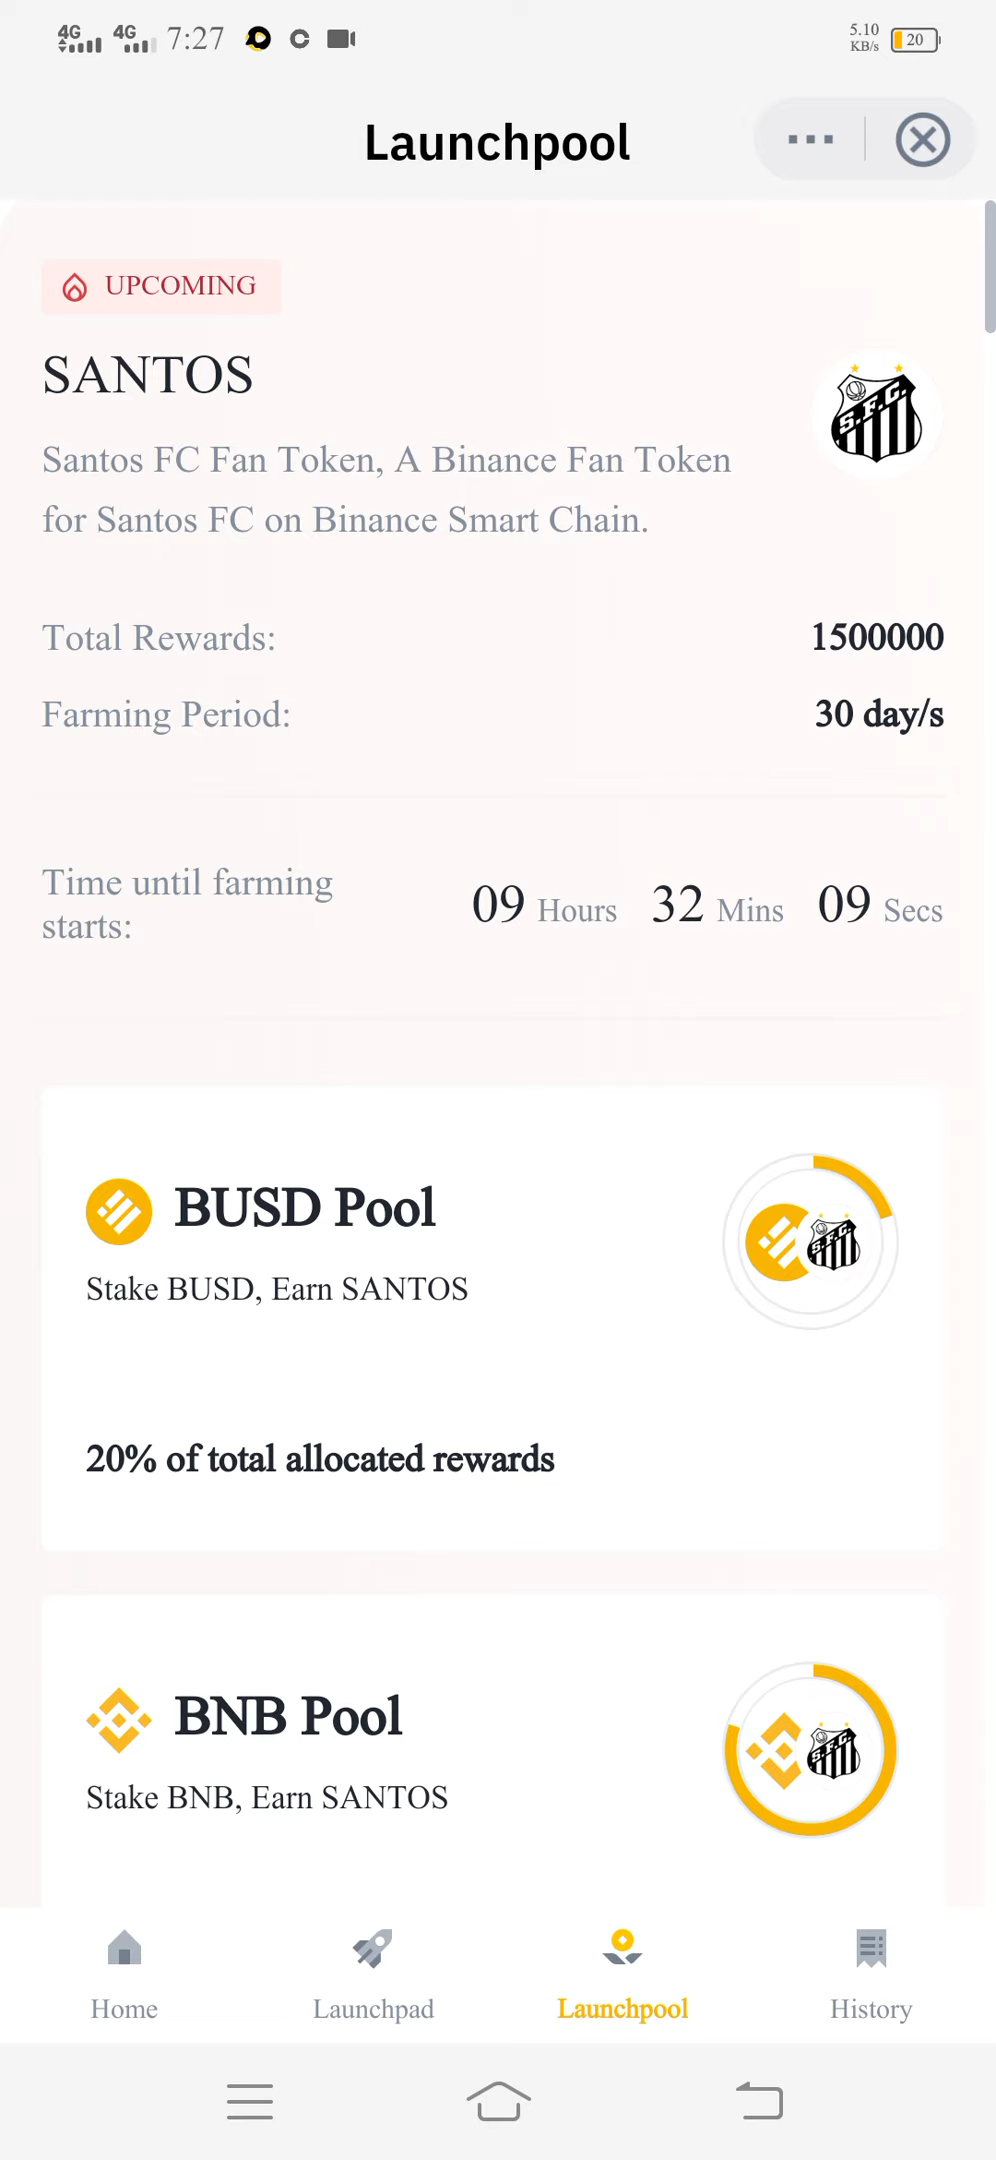 4G 4G 7:27 5.10 KB/s 20
Launchpool
UPCOMING
SANTOS
S.F.C.
Santos FC Fan Token, A Binance Fan Token
for Santos FC on Binance Smart Chain.
Total Rewards: 1500000
Farming Period: 30 day/s
Time until farming
starts:
09 Hours 32 Mins 09 Secs
BUSD Pool
S.F.C.
Stake BUSD, Earn SANTOS
20% of total allocated rewards
BNB Pool
S.F.C.
Stake BNB, Earn SANTOS
Home Launchpad Launchpool History